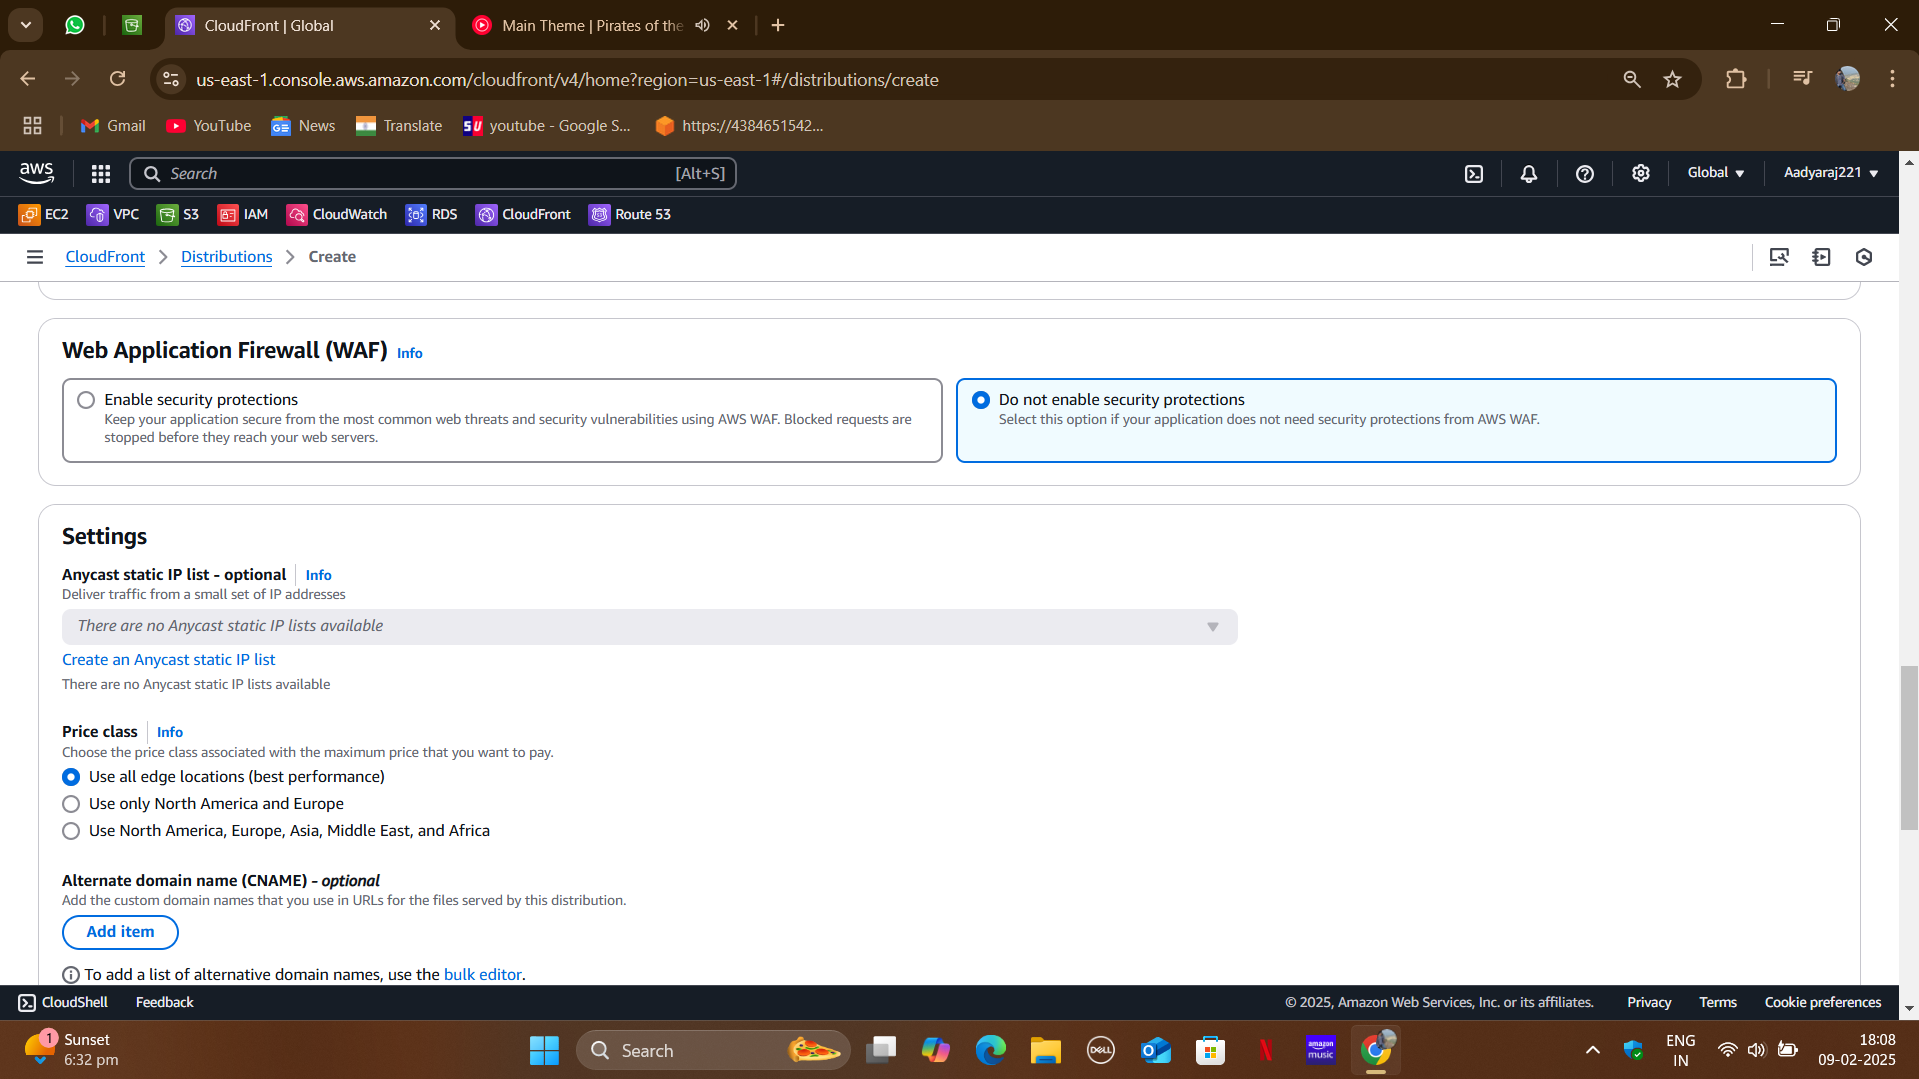 CloudFront | Global
Main Theme | Pirates of the
us-east-1.console.aws.amazon.com/cloudfront/v4/home?region=us-east-1#/distributions/create
Gmail
YouTube
News
Translate
youtube - Google S...
https://4384651542...
aws
Search
[Alt+S]
Global
Aadyaraj221
EC2
VPC
S3
IAM
CloudWatch
RDS
CloudFront
Route 53
CloudFront
Distributions
Create
Web Application Firewall (WAF)
Info
Enable security protections
Keep your application secure from the most common web threats and security vulnerabilities using AWS WAF. Blocked requests are
stopped before they reach your web servers.
Do not enable security protections
Select this option if your application does not need security protections from AWS WAF.
Settings
Anycast static IP list - optional
Info
Deliver traffic from a small set of IP addresses
There are no Anycast static IP lists available
Create an Anycast static IP list
There are no Anycast static IP lists available
Price class
Info
Choose the price class associated with the maximum price that you want to pay.
Use all edge locations (best performance)
Use only North America and Europe
Use North America, Europe, Asia, Middle East, and Africa
Alternate domain name (CNAME) - optional
Add the custom domain names that you use in URLs for the files served by this distribution.
Add item
To add a list of alternative domain names, use the bulk editor.
CloudShell
Feedback
© 2025, Amazon Web Services, Inc. or its affiliates.
Privacy
Terms
Cookie preferences
1
Sunset
6:32 pm
Search
DELL
amazon
music
ENG
IN
18:08
09-02-2025